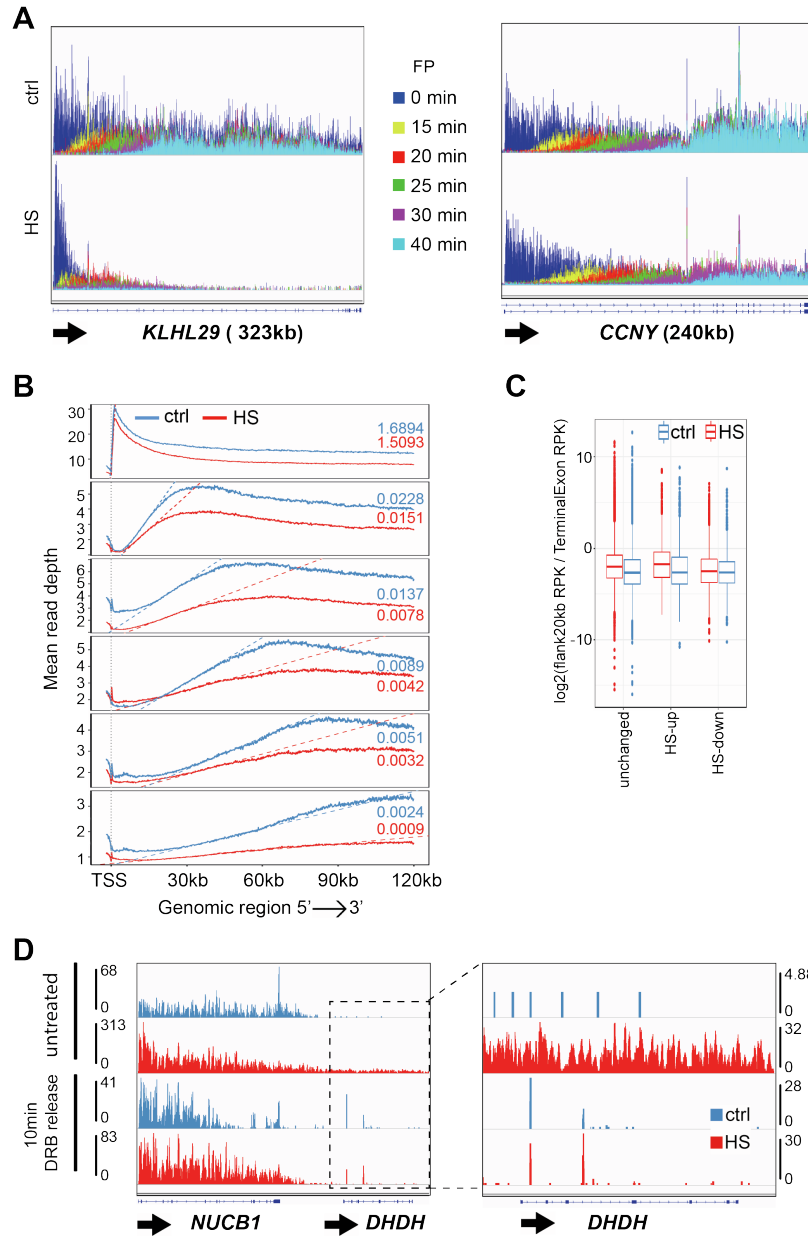 A
ctrl
HS
FP
0 min
15 min
20 min
25 min
30 min
40 min
KLHL29 ( 323kb)
CCNY (240kb)
B
ctrl
HS
Mean read depth
30
20
10
1.6894
1.5093
5
4
3
2
0.0228
0.0151
6
5
4
3
2
0.0137
0.0078
5
4
3
2
0.0089
0.0042
4
3
2
0.0051
0.0032
3
2
1
0.0024
0.0009
TSS
30kb
60kb
90kb
120kb
Genomic region 5’⟶3’
C
log2(flank20kb RPK / TerminalExon RPK)
ctrl
HS
10
0
-10
unchanged
HS-up
HS-down
D
untreated
10min
DRB release
68
0
313
0
41
0
83
0
4.88
0
32
0
28
0
30
0
ctrl
HS
NUCB1
DHDH
DHDH